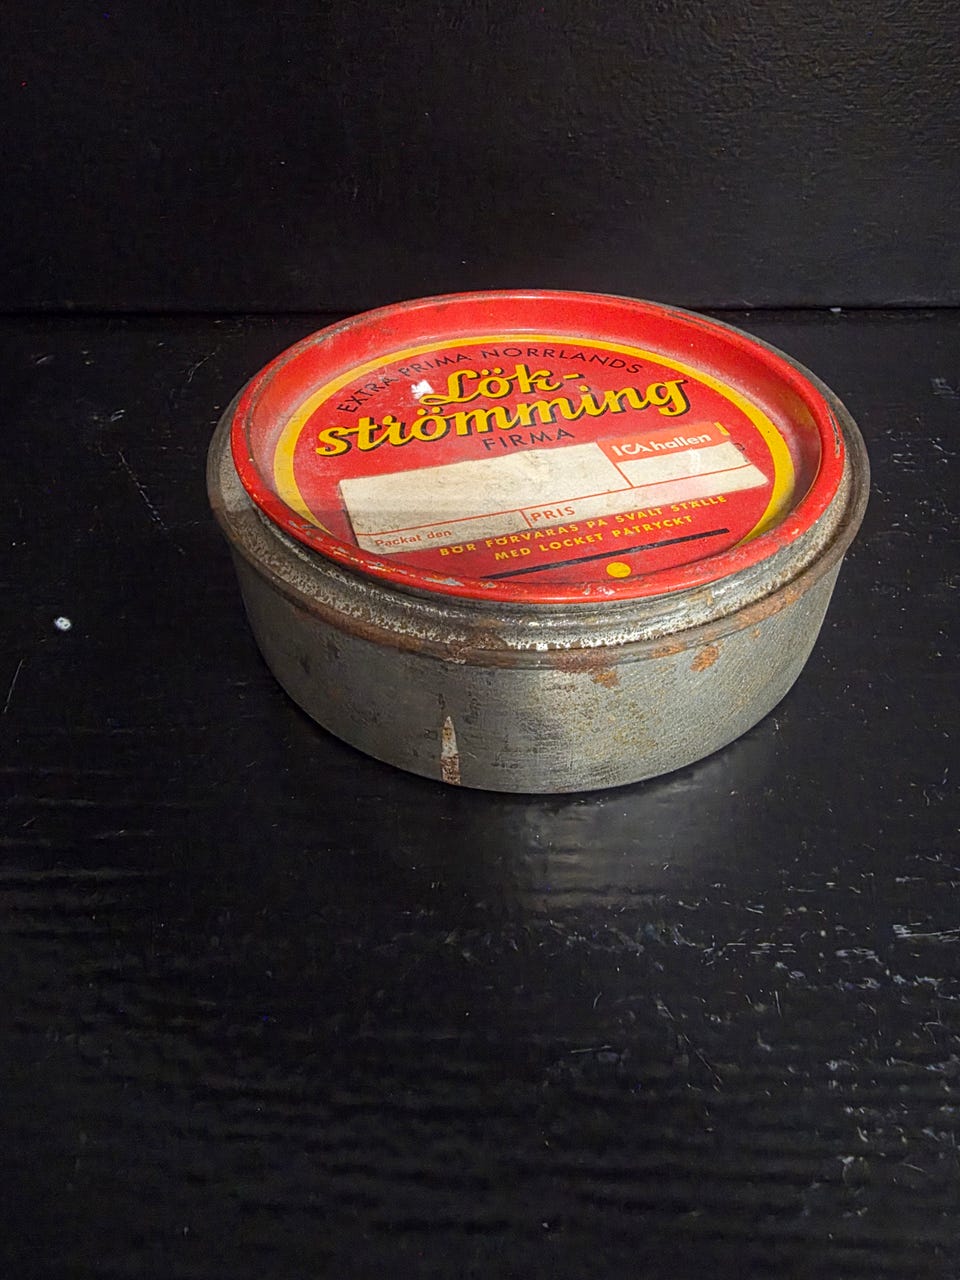 EXTRA PRIMA NORRLANDS
Lök-
strömming
FIRMA
ICA hallen
PRIS
Packat den
BÖR FÖRVARAS PÅ SVALT STÄLLE
MED LOCKET PÅTRYCKT